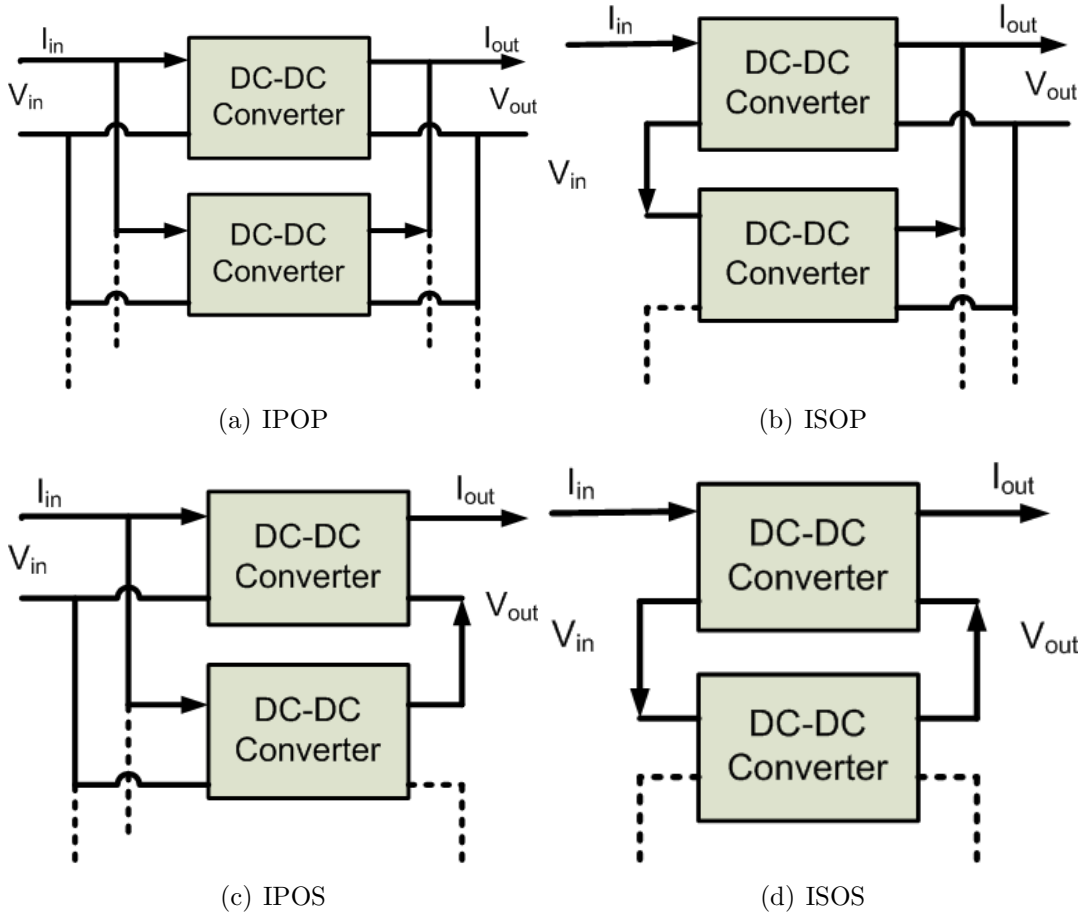 I_in
I_out
DC-DC
Converter
V_in
V_out
DC-DC
Converter
(a) IPOP
I_in
I_out
DC-DC
Converter
V_out
V_in
DC-DC
Converter
(b) ISOP
I_in
I_out
DC-DC
Converter
V_in
V_out
DC-DC
Converter
(c) IPOS
I_in
I_out
DC-DC
Converter
V_in
V_out
DC-DC
Converter
(d) ISOS